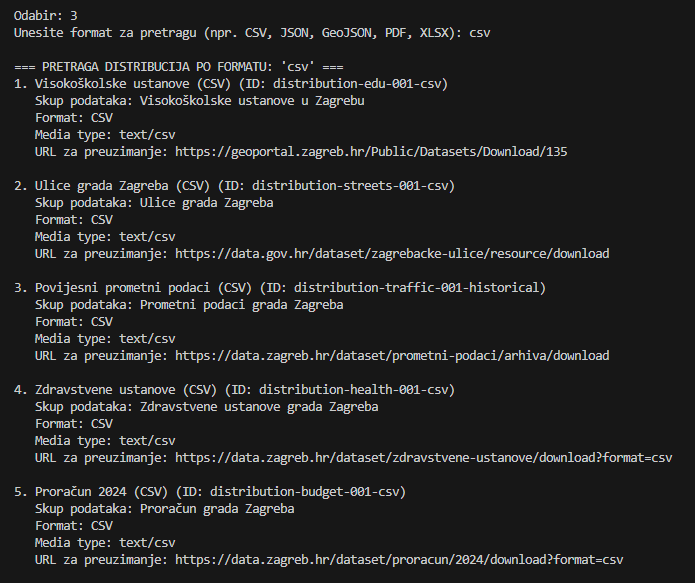 Odabir: 3
Unesite format za pretragu (npr. CSV, JSON, GeoJSON, PDF, XLSX): csv
=== PRETRAGA DISTRIBUCIJA PO FORMATU: 'csv' ===
1. Visokoškolske ustanove (CSV) (ID: distribution-edu-001-csv)
Skup podataka: Visokoškolske ustanove u Zagrebu
Format: CSV
Media type: text/csv
URL za preuzimanje: https://geoportal.zagreb.hr/Public/Datasets/Download/135
2. Ulice grada Zagreba (CSV) (ID: distribution-streets-001-csv)
Skup podataka: Ulice grada Zagreba
Format: CSV
Media type: text/csv
URL za preuzimanje: https://data.gov.hr/dataset/zagrebacke-ulice/resource/download
3. Povijesni prometni podaci (CSV) (ID: distribution-traffic-001-historical)
Skup podataka: Prometni podaci grada Zagreba
Format: CSV
Media type: text/csv
URL za preuzimanje: https://data.zagreb.hr/dataset/prometni-podaci/arhiva/download
4. Zdravstvene ustanove (CSV) (ID: distribution-health-001-csv)
Skup podataka: Zdravstvene ustanove grada Zagreba
Format: CSV
Media type: text/csv
URL za preuzimanje: https://data.zagreb.hr/dataset/zdravstvene-ustanove/download?format=csv
5. Proračun 2024 (CSV) (ID: distribution-budget-001-csv)
Skup podataka: Proračun grada Zagreba
Format: CSV
Media type: text/csv
URL za preuzimanje: https://data.zagreb.hr/dataset/proracun/2024/download?format=csv